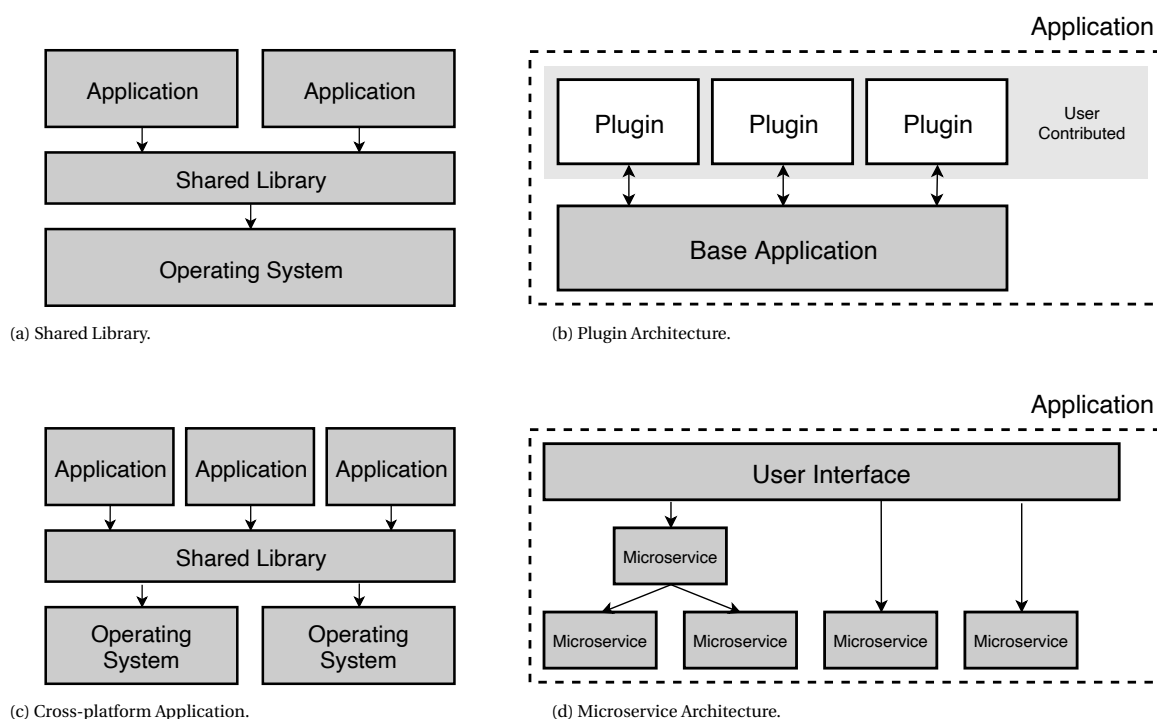 Application Application
Shared Library
Operating System
(a) Shared Library.
Application
Plugin Plugin Plugin
User
Contributed
Base Application
(b) Plugin Architecture.
Application Application Application
Shared Library
Operating Operating
System System
(c) Cross-platform Application.
Application
User Interface
Microservice
Microservice Microservice Microservice Microservice
(d) Microservice Architecture.